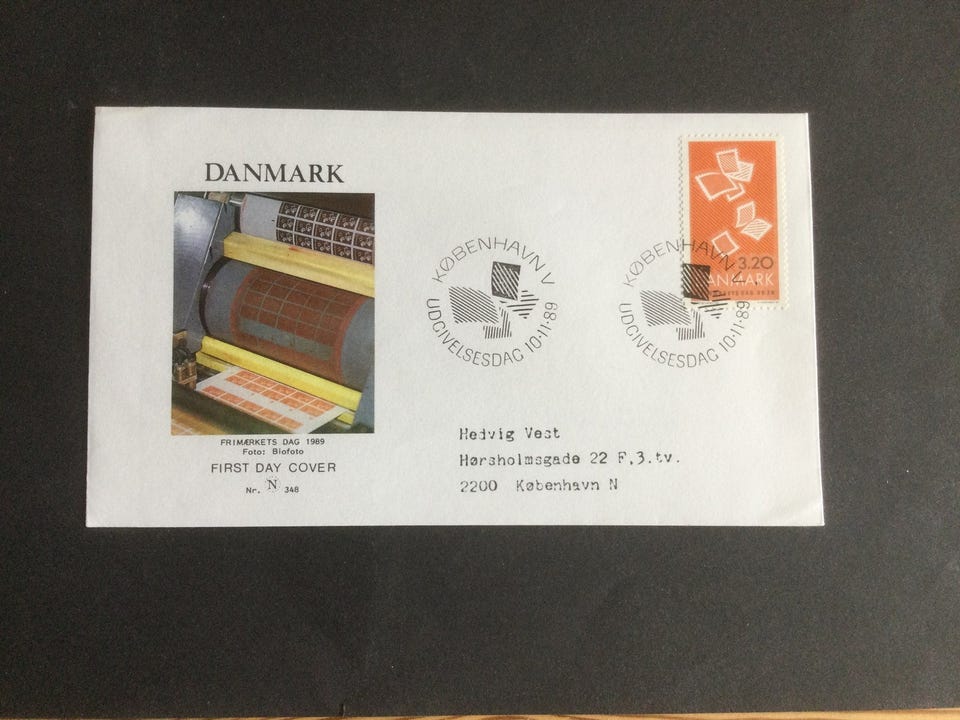 DANMARK
FRIMÆRKETS DAG 1989
Foto: Biofoto
FIRST DAY COVER
Nr. N 348
KØBENHAVN V
UDGIVELSESDAG 10-11-89
KØBENHAVN V
UDGIVELSESDAG 10-11-89
3.20
DANMARK
Hedvig Vest
Hørsholmsgade 22 F,3.tv.
2200 København N